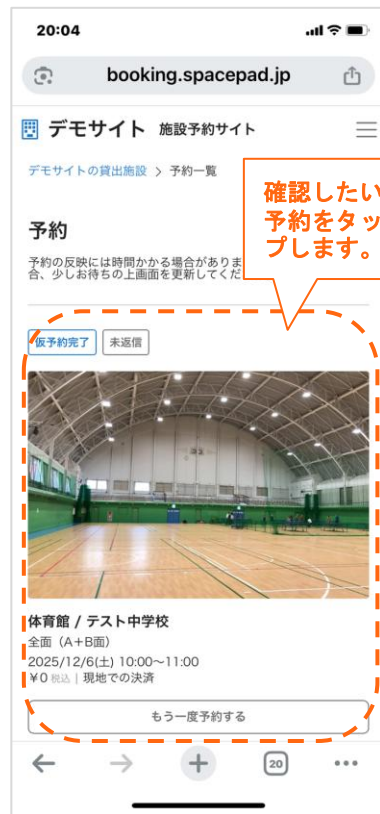 20:04
booking.spacepad.jp
デモサイト 施設予約サイト
デモサイトの貸出施設 > 予約一覧
確認したい
予約をタッ
プします。
予約
予約の反映には時間かかる場合がありま
合、少しお待ちの上画面を更新してくだ
仮予約完了 未返信
体育館 / テスト中学校
全面（A+B面）
2025/12/6(土) 10:00〜11:00
¥0 税込 | 現地での決済
もう一度予約する
20